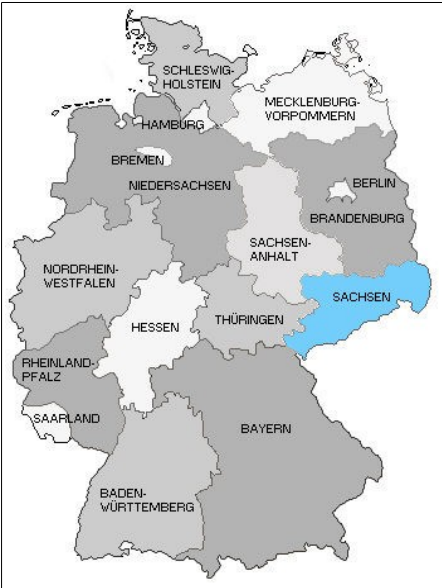 SCHLESWIG-
HOLSTEIN
MECKLENBURG-
VORPOMMERN
HAMBURG
BREMEN
NIEDERSACHSEN
BERLIN
BRANDENBURG
SACHSEN-
ANHALT
NORDRHEIN-
WESTFALEN
SACHSEN
HESSEN
THÜRINGEN
RHEINLAND-
PFALZ
SAARLAND
BAYERN
BADEN-
WÜRTTEMBERG